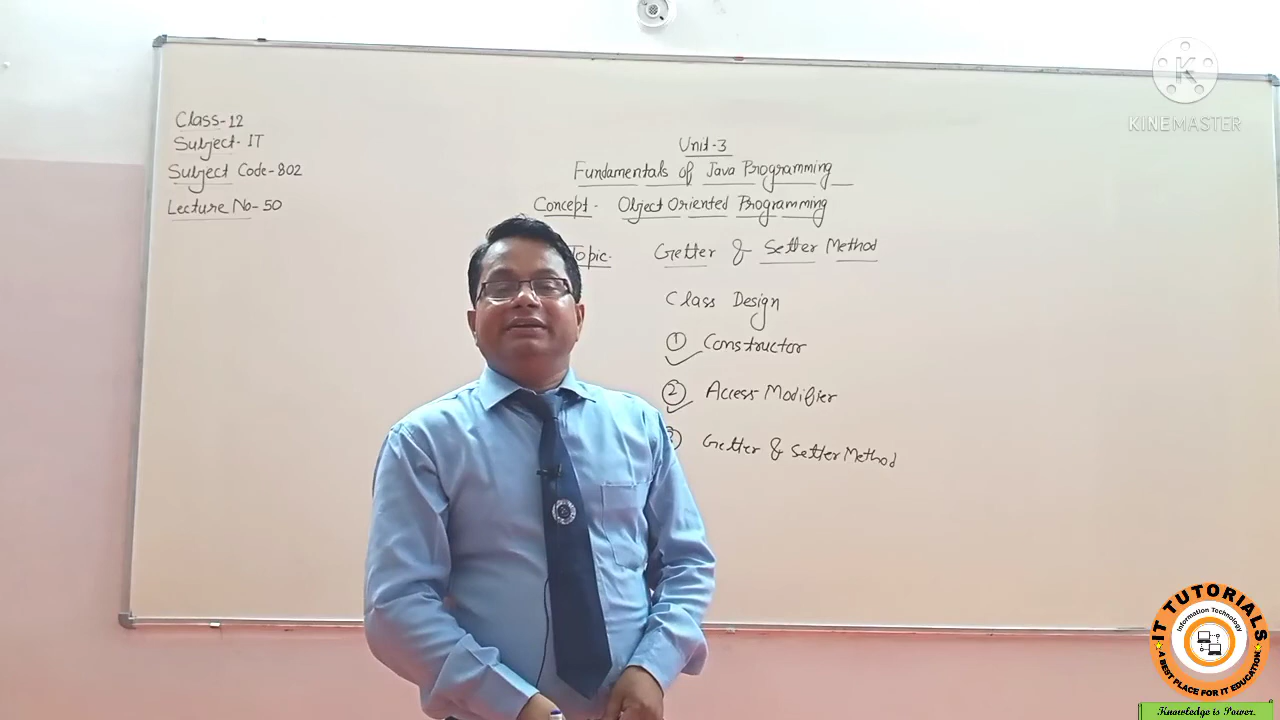 Class-12
Subject- IT
Subject Code-802
Lecture No-50
Unit-3
Fundamentals of Java Programming
Concept- Object Oriented Programming
Topic- Getter & Setter Method
Class Design
1 Constructor
2 Access Modifier
Getter & Setter Method
KINEMASTER
IT TUTORIALS
Information Technology
A BEST PLACE FOR IT EDUCATION
Knowledge is Power.